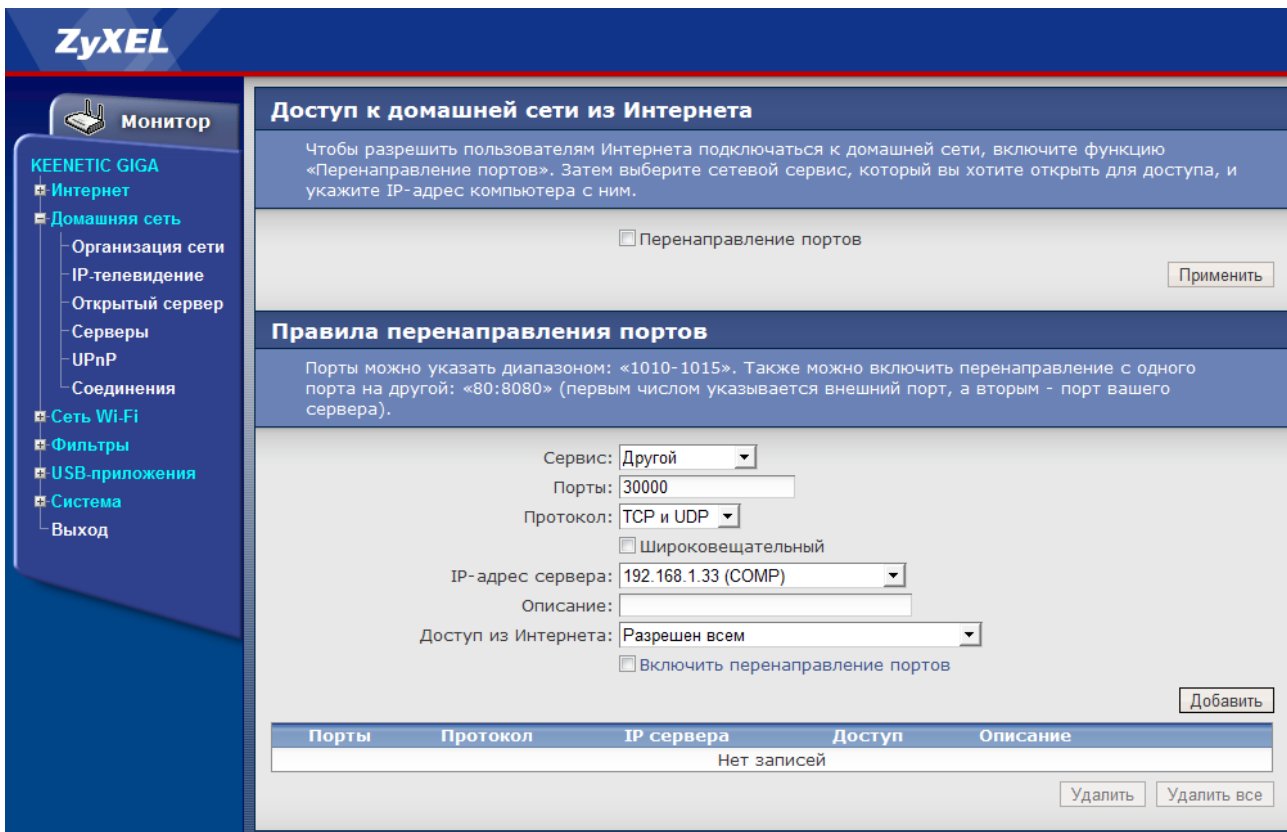 ZyXEL
Монитор
KEENETIC GIGA
Интернет
Домашняя сеть
Организация сети
IP-телевидение
Открытый сервер
Серверы
UPnP
Соединения
Сеть Wi-Fi
Фильтры
USB-приложения
Система
Выход
Доступ к домашней сети из Интернета
Чтобы разрешить пользователям Интернета подключаться к домашней сети, включите функцию
«Перенаправление портов». Затем выберите сетевой сервис, который вы хотите открыть для доступа, и
укажите IP-адрес компьютера с ним.
Перенаправление портов
Применить
Правила перенаправления портов
Порты можно указать диапазоном: «1010-1015». Также можно включить перенаправление с одного
порта на другой: «80:8080» (первым числом указывается внешний порт, а вторым - порт вашего
сервера).
Сервис: Другой
Порты: 30000
Протокол: TCP и UDP
Широковещательный
IP-адрес сервера: 192.168.1.33 (COMP)
Описание:
Доступ из Интернета: Разрешен всем
Включить перенаправление портов
Добавить
Порты Протокол IP сервера Доступ Описание
Нет записей
Удалить Удалить все